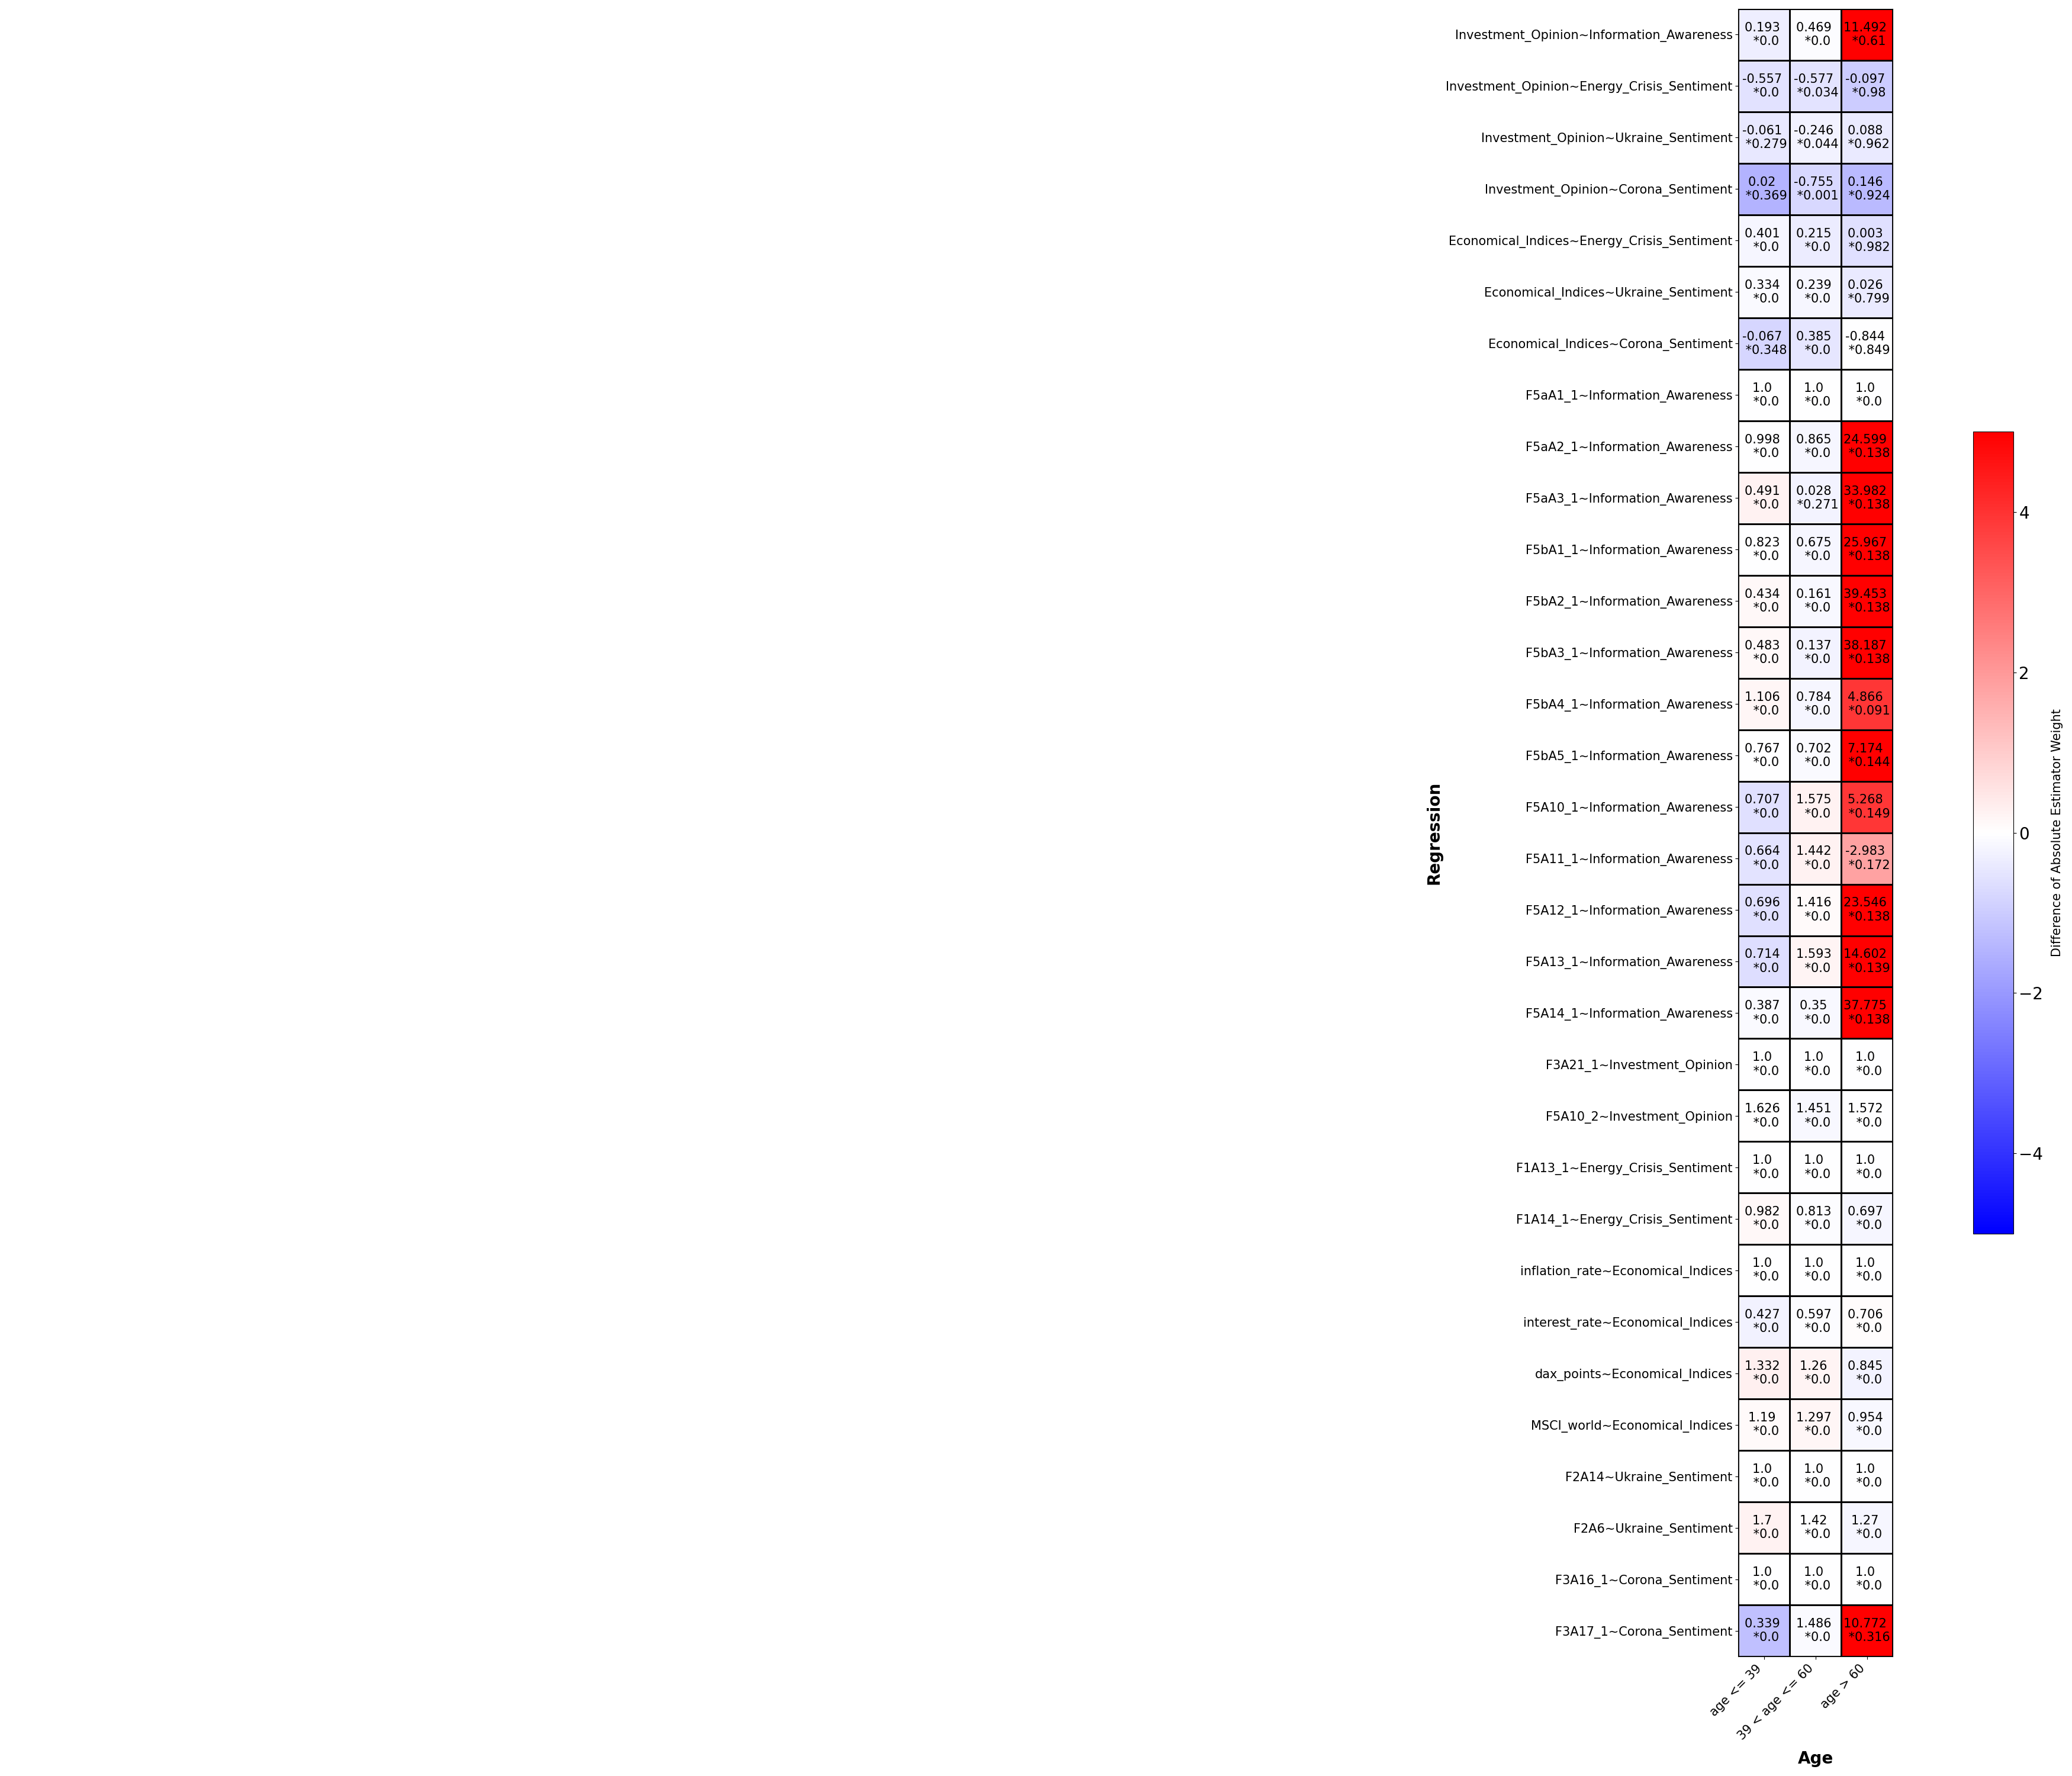 Investment_Opinion~Information_Awareness 0.193 0.469 11.492
*0.0 *0.0 *0.61
Investment_Opinion~Energy_Crisis_Sentiment -0.557 -0.577 -0.097
*0.0 *0.034 *0.98
Investment_Opinion~Ukraine_Sentiment -0.061 -0.246 0.088
*0.279 *0.044 *0.962
Investment_Opinion~Corona_Sentiment 0.02 -0.755 0.146
*0.369 *0.001 *0.924
Economical_Indices~Energy_Crisis_Sentiment 0.401 0.215 0.003
*0.0 *0.0 *0.982
Economical_Indices~Ukraine_Sentiment 0.334 0.239 0.026
*0.0 *0.0 *0.799
Economical_Indices~Corona_Sentiment -0.067 0.385 -0.844
*0.348 *0.0 *0.849
F5aA1_1~Information_Awareness 1.0 1.0 1.0
*0.0 *0.0 *0.0
F5aA2_1~Information_Awareness 0.998 0.865 24.599
*0.0 *0.0 *0.138
F5aA3_1~Information_Awareness 0.491 0.028 33.982
*0.0 *0.271 *0.138
F5bA1_1~Information_Awareness 0.823 0.675 25.967
*0.0 *0.0 *0.138
F5bA2_1~Information_Awareness 0.434 0.161 39.453
*0.0 *0.0 *0.138
F5bA3_1~Information_Awareness 0.483 0.137 38.187
*0.0 *0.0 *0.138
F5bA4_1~Information_Awareness 1.106 0.784 4.866
*0.0 *0.0 *0.091
F5bA5_1~Information_Awareness 0.767 0.702 7.174
*0.0 *0.0 *0.144
F5A10_1~Information_Awareness 0.707 1.575 5.268
*0.0 *0.0 *0.149
F5A11_1~Information_Awareness 0.664 1.442 -2.983
*0.0 *0.0 *0.172
F5A12_1~Information_Awareness 0.696 1.416 23.546
*0.0 *0.0 *0.138
F5A13_1~Information_Awareness 0.714 1.593 14.602
*0.0 *0.0 *0.139
F5A14_1~Information_Awareness 0.387 0.35 37.775
*0.0 *0.0 *0.138
F3A21_1~Investment_Opinion 1.0 1.0 1.0
*0.0 *0.0 *0.0
F5A10_2~Investment_Opinion 1.626 1.451 1.572
*0.0 *0.0 *0.0
F1A13_1~Energy_Crisis_Sentiment 1.0 1.0 1.0
*0.0 *0.0 *0.0
F1A14_1~Energy_Crisis_Sentiment 0.982 0.813 0.697
*0.0 *0.0 *0.0
inflation_rate~Economical_Indices 1.0 1.0 1.0
*0.0 *0.0 *0.0
interest_rate~Economical_Indices 0.427 0.597 0.706
*0.0 *0.0 *0.0
dax_points~Economical_Indices 1.332 1.26 0.845
*0.0 *0.0 *0.0
MSCI_world~Economical_Indices 1.19 1.297 0.954
*0.0 *0.0 *0.0
F2A14~Ukraine_Sentiment 1.0 1.0 1.0
*0.0 *0.0 *0.0
F2A6~Ukraine_Sentiment 1.7 1.42 1.27
*0.0 *0.0 *0.0
F3A16_1~Corona_Sentiment 1.0 1.0 1.0
*0.0 *0.0 *0.0
F3A17_1~Corona_Sentiment 0.339 1.486 10.772
*0.0 *0.0 *0.316
Regression
age <= 39
39 < age <= 60
age > 60
Age
4
2
0
−2
−4
Difference of Absolute Estimator Weight